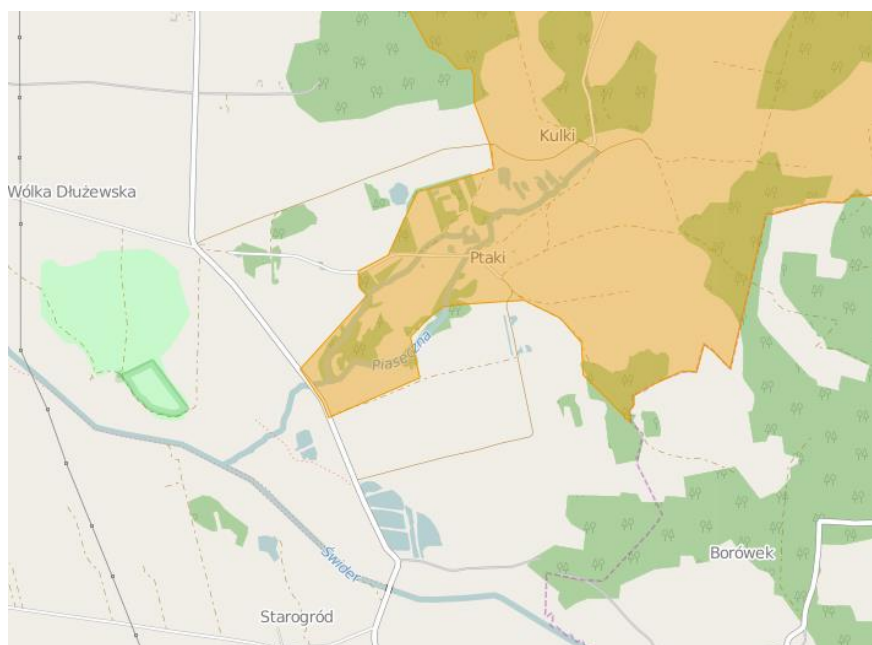 Kulki
Wólka Dłużewska
Ptaki
Piaseczna
Borówek
Świder
Starogród